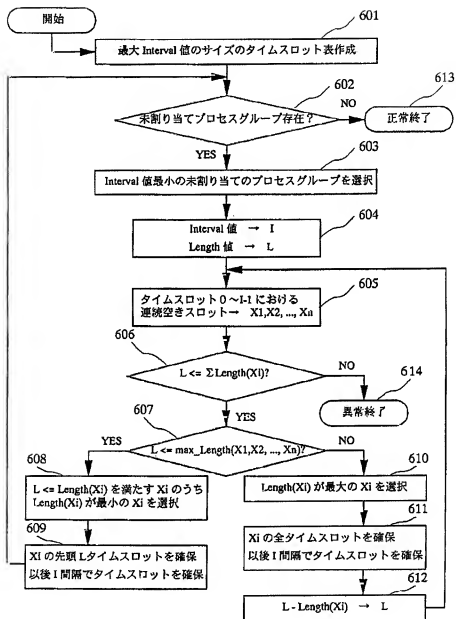 開始
601
最大 Interval 値のサイズのタイムスロット表作成
602
未割り当てプロセスグループ存在？
NO
613
正常終了
YES
603
Interval 値最小の未割り当てのプロセスグループを選択
604
Interval 値 → I
Length 値 → L
605
タイムスロット 0～I-1 における
連続空きスロット→ X1,X2, ..., Xn
606
L <= ΣLength(Xi)?
NO
614
異常終了
YES
607
L <= max_Length(X1,X2, ..., Xn)?
YES
NO
608
L <= Length(Xi) を満たす Xi のうち
Length(Xi) が最小の Xi を選択
609
Xi の先頭 L タイムスロットを確保
以後 I 間隔でタイムスロットを確保
610
Length(Xi) が最大の Xi を選択
611
Xi の全タイムスロットを確保
以後 I 間隔でタイムスロットを確保
612
L - Length(Xi) → L